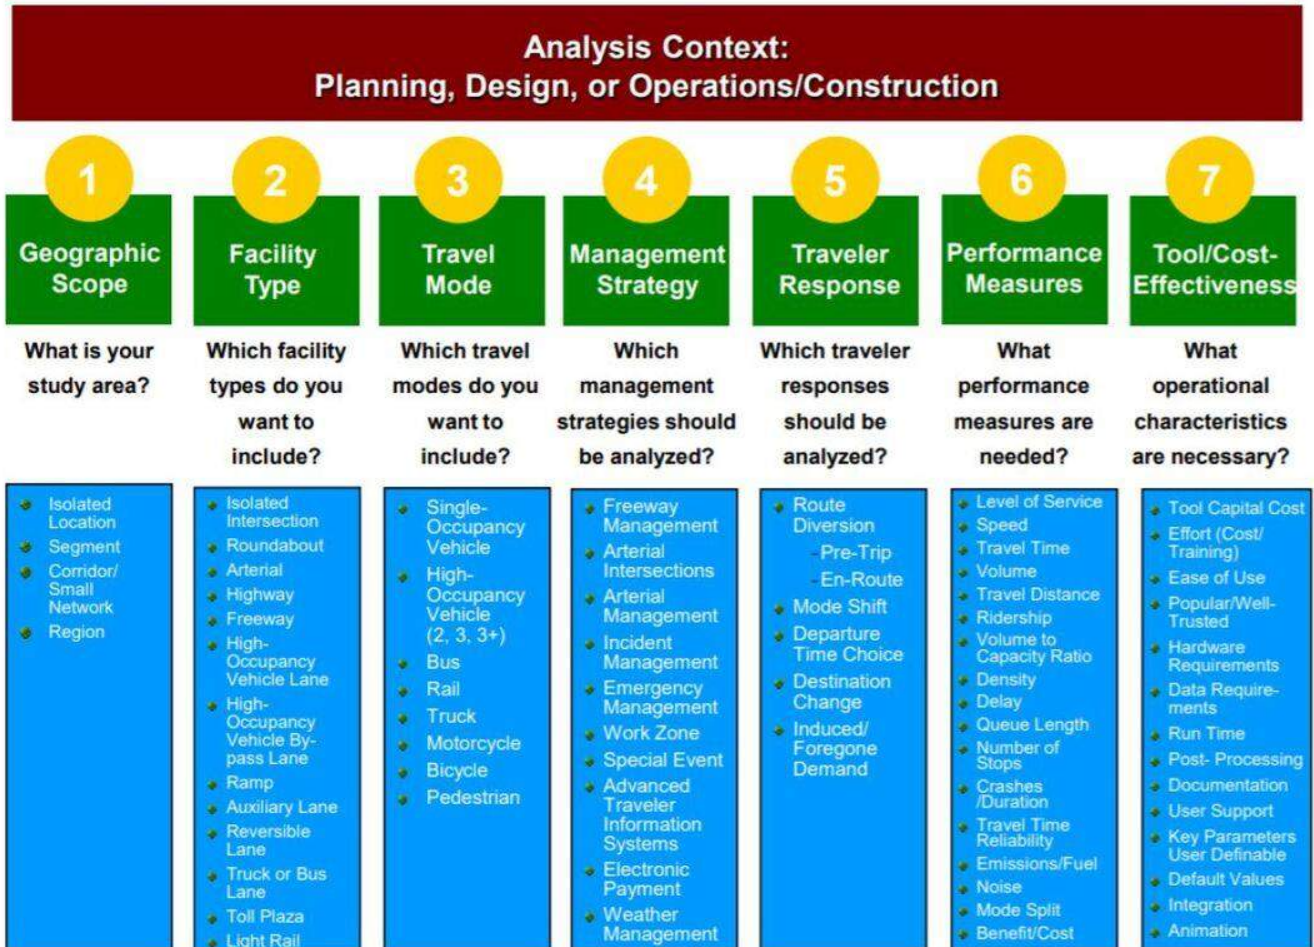 Analysis Context:
Planning, Design, or Operations/Construction
1
Geographic
Scope
What is your
study area?
Isolated
Location
Segment
Corridor/
Small
Network
Region
2
Facility
Type
Which facility
types do you
want to
include?
Isolated
Intersection
Roundabout
Arterial
Highway
Freeway
High-
Occupancy
Vehicle Lane
High-
Occupancy
Vehicle By-
pass Lane
Ramp
Auxiliary Lane
Reversible
Lane
Truck or Bus
Lane
Toll Plaza
Light Rail
3
Travel
Mode
Which travel
modes do you
want to
include?
Single-
Occupancy
Vehicle
High-
Occupancy
Vehicle
(2, 3, 3+)
Bus
Rail
Truck
Motorcycle
Bicycle
Pedestrian
4
Management
Strategy
Which
management
strategies should
be analyzed?
Freeway
Management
Arterial
Intersections
Arterial
Management
Incident
Management
Emergency
Management
Work Zone
Special Event
Advanced
Traveler
Information
Systems
Electronic
Payment
Weather
Management
5
Traveler
Response
Which traveler
responses
should be
analyzed?
Route
Diversion
-Pre-Trip
-En-Route
Mode Shift
Departure
Time Choice
Destination
Change
Induced/
Foregone
Demand
6
Performance
Measures
What
performance
measures are
needed?
Level of Service
Speed
Travel Time
Volume
Travel Distance
Ridership
Volume to
Capacity Ratio
Density
Delay
Queue Length
Number of
Stops
Crashes
/Duration
Travel Time
Reliability
Emissions/Fuel
Noise
Mode Split
Benefit/Cost
7
Tool/Cost-
Effectiveness
What
operational
characteristics
are necessary?
Tool Capital Cost
Effort (Cost/
Training)
Ease of Use
Popular/Well-
Trusted
Hardware
Requirements
Data Require-
ments
Run Time
Post- Processing
Documentation
User Support
Key Parameters
User Definable
Default Values
Integration
Animation